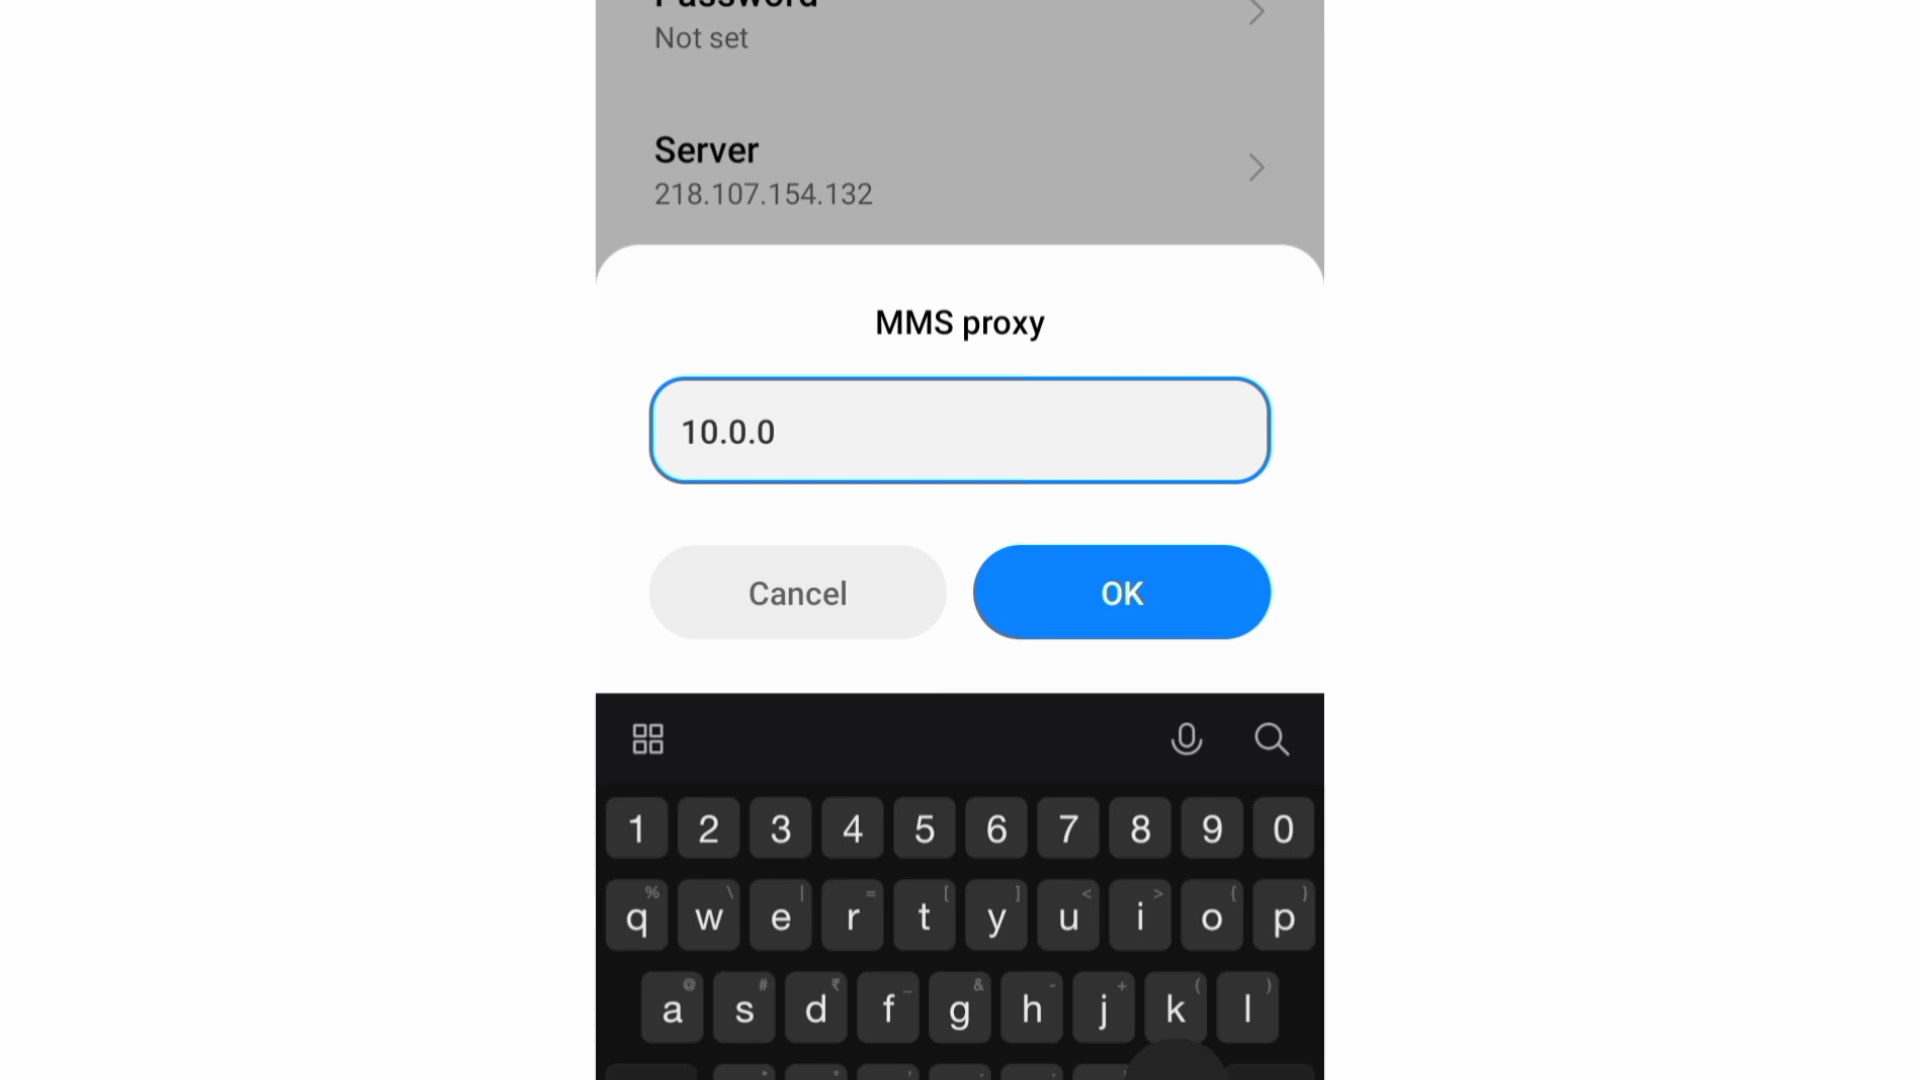 Password
Not set
Server
218.107.154.132
MMS proxy
10.0.0
Cancel OK
1 2 3 4 5 6 7 8 9 0
% \ | = [ ] < > { }
q w e r t y u i o p
@ # ₹ _ & - + ( )
a s d f g h j k l